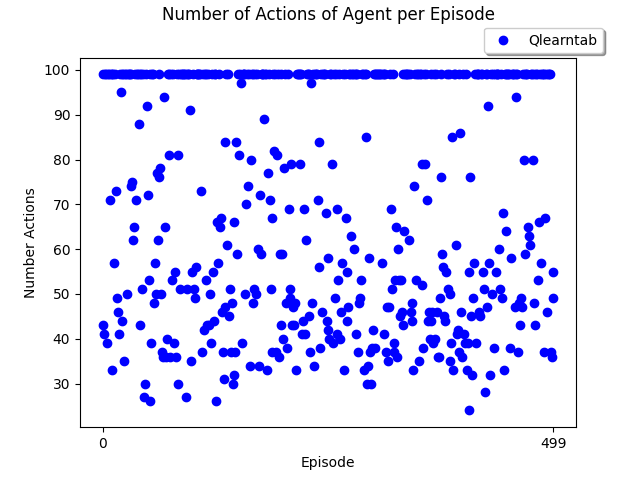 Number of Actions of Agent per Episode
Qlearntab
100
90
80
70
60
50
40
30
Number Actions
0
499
Episode